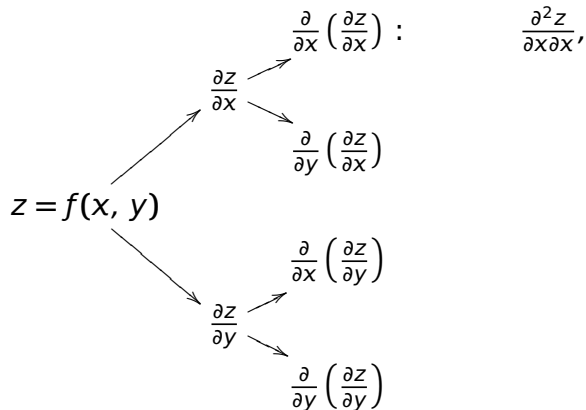 ∂/∂x (∂z/∂x) : ∂²z/∂x∂x,
∂z/∂x
∂/∂y (∂z/∂x)
z = f(x, y)
∂/∂x (∂z/∂y)
∂z/∂y
∂/∂y (∂z/∂y)